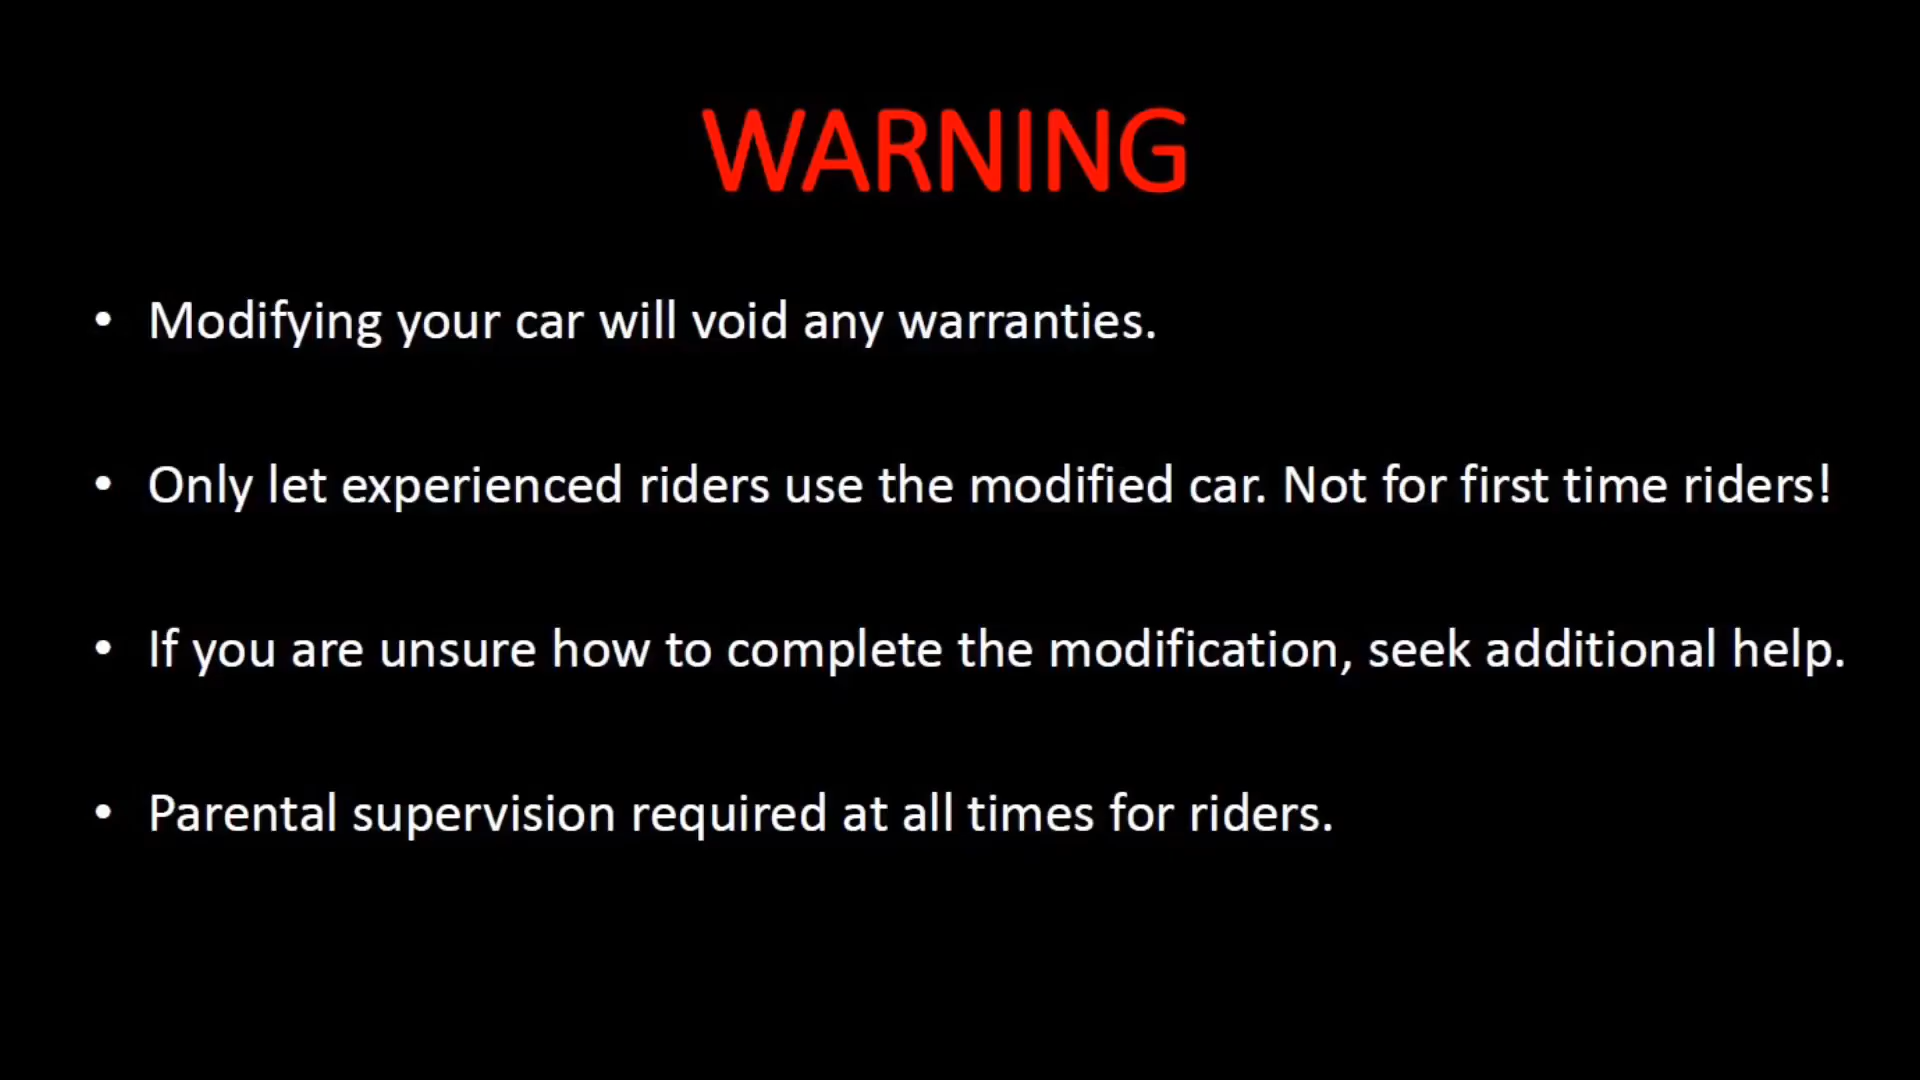 WARNING
• Modifying your car will void any warranties.
• Only let experienced riders use the modified car. Not for first time riders!
• If you are unsure how to complete the modification, seek additional help.
• Parental supervision required at all times for riders.